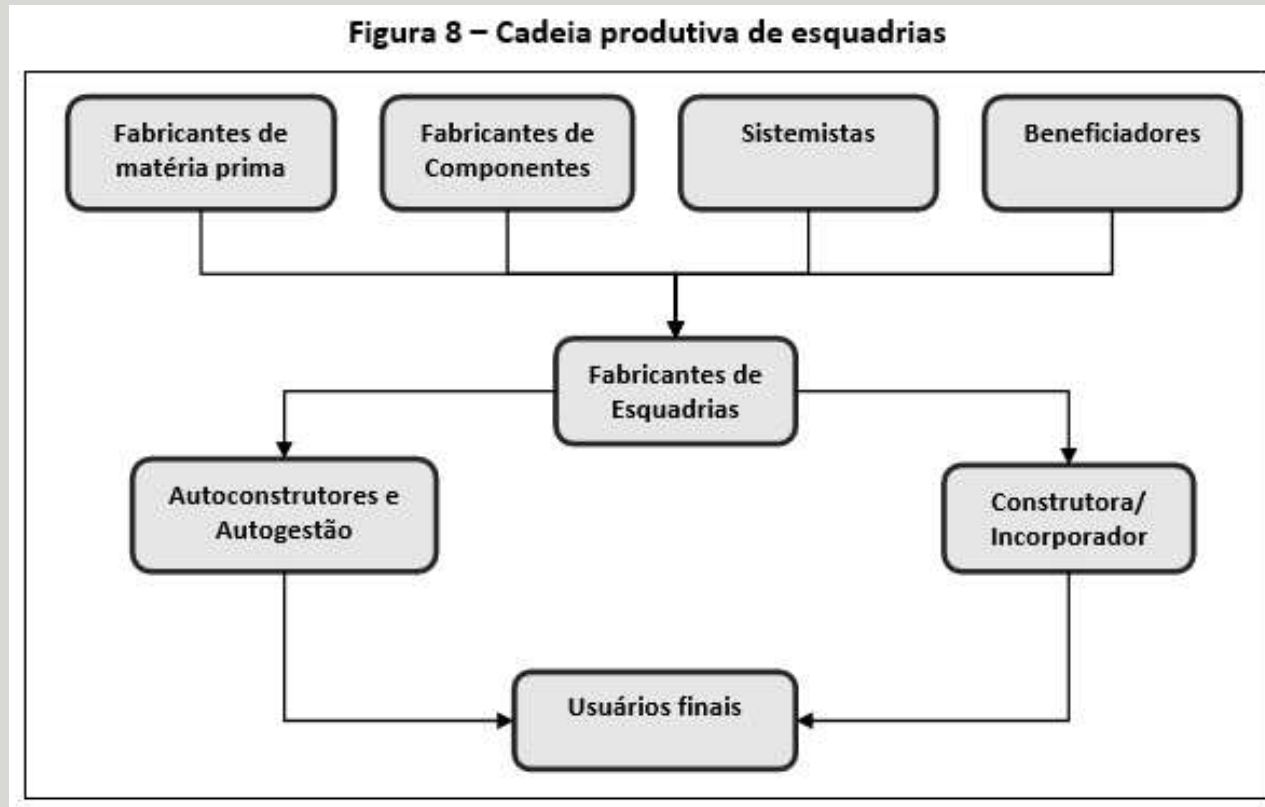 Figura 8 – Cadeia produtiva de esquadrias
Fabricantes de
matéria prima
Fabricantes de
Componentes
Sistemistas
Beneficiadores
Fabricantes de
Esquadrias
Autoconstrutores e
Autogestão
Construtora/
Incorporador
Usuários finais